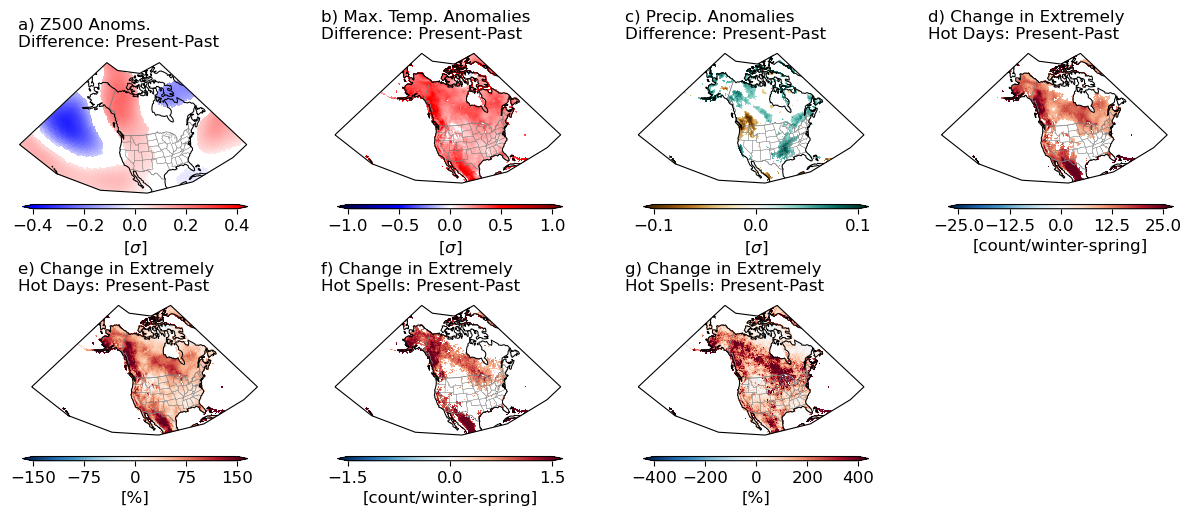 a) Z500 Anoms.
Difference: Present-Past
b) Max. Temp. Anomalies
Difference: Present-Past
c) Precip. Anomalies
Difference: Present-Past
d) Change in Extremely
Hot Days: Present-Past
−0.4 −0.2 0.0 0.2 0.4
[σ]
−1.0 −0.5 0.0 0.5 1.0
[σ]
−0.1 0.0 0.1
[σ]
−25.0 −12.5 0.0 12.5 25.0
[count/winter-spring]
e) Change in Extremely
Hot Days: Present-Past
f) Change in Extremely
Hot Spells: Present-Past
g) Change in Extremely
Hot Spells: Present-Past
−150 −75 0 75 150
[%]
−1.5 0.0 1.5
[count/winter-spring]
−400 −200 0 200 400
[%]